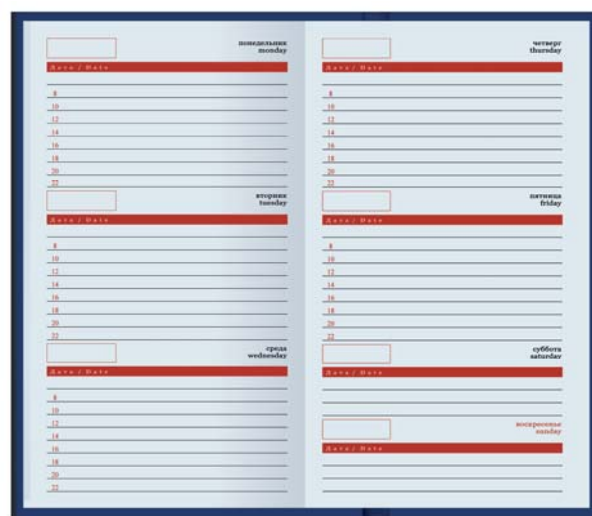 понедельник
monday
Дата / Date
8
10
12
14
16
18
20
22
вторник
tuesday
Дата / Date
8
10
12
14
16
18
20
22
среда
wednesday
Дата / Date
8
10
12
14
16
18
20
22
четверг
thursday
Дата / Date
8
10
12
14
16
18
20
22
пятница
friday
Дата / Date
8
10
12
14
16
18
20
22
суббота
saturday
Дата / Date
воскресенье
sunday
Дата / Date